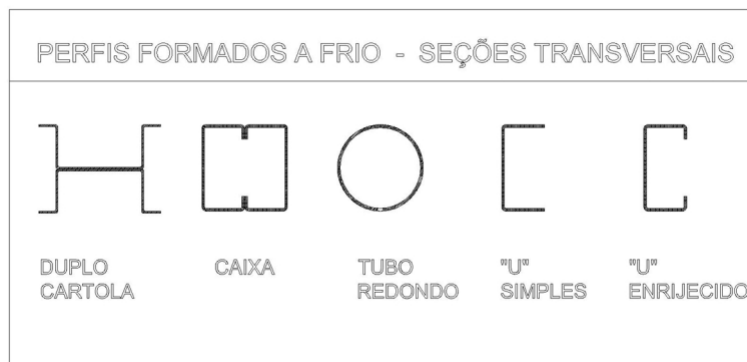 PERFIS FORMADOS A FRIO - SEÇÕES TRANSVERSAIS
DUPLO
CARTOLA
CAIXA
TUBO
REDONDO
"U"
SIMPLES
"U"
ENRIJECIDO